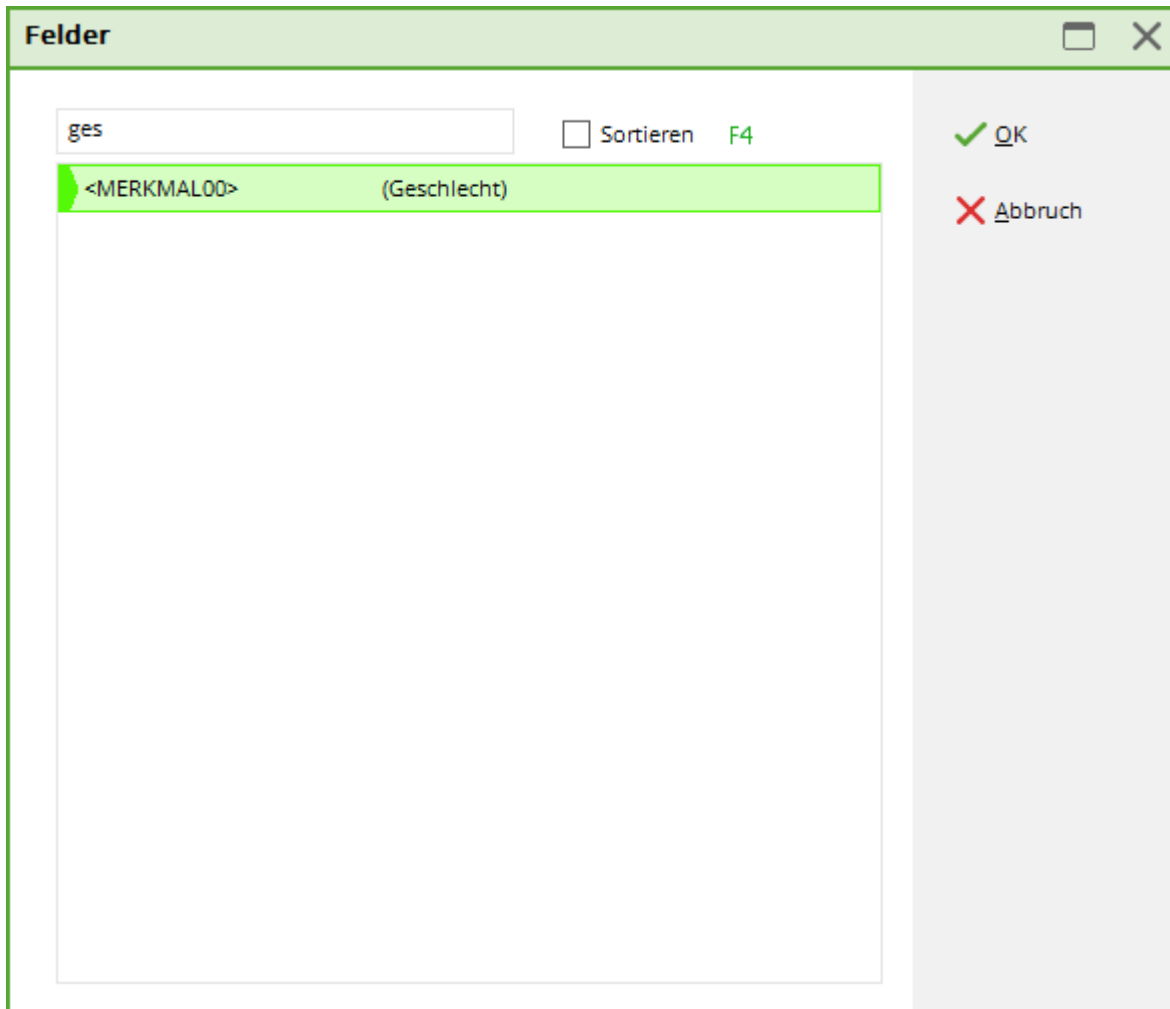 Felder
ges
Sortieren F4
OK
<MERKMAL00> (Geschlecht)
Abbruch